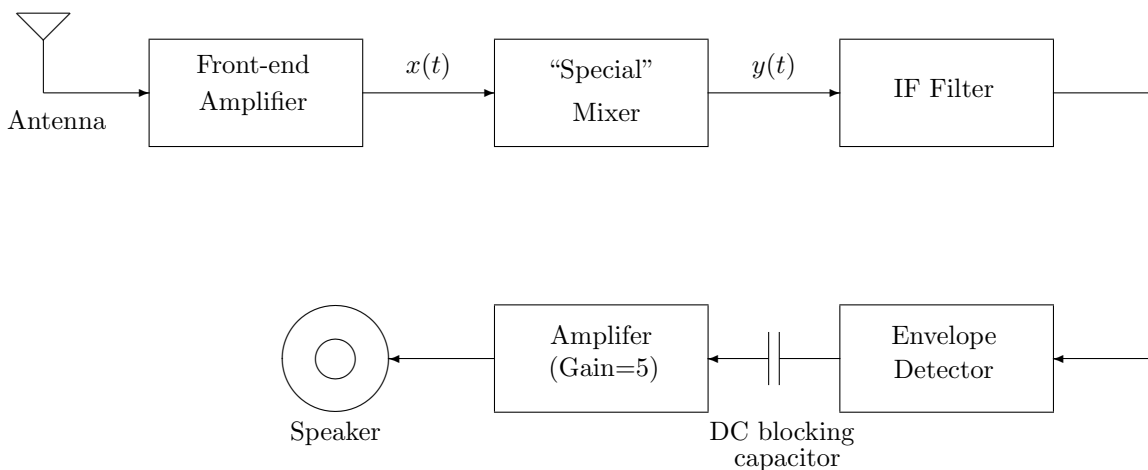 Front-end
Amplifier
x(t)
“Special”
Mixer
y(t)
IF Filter
Antenna
Amplifer
(Gain=5)
Envelope
Detector
Speaker
DC blocking
capacitor